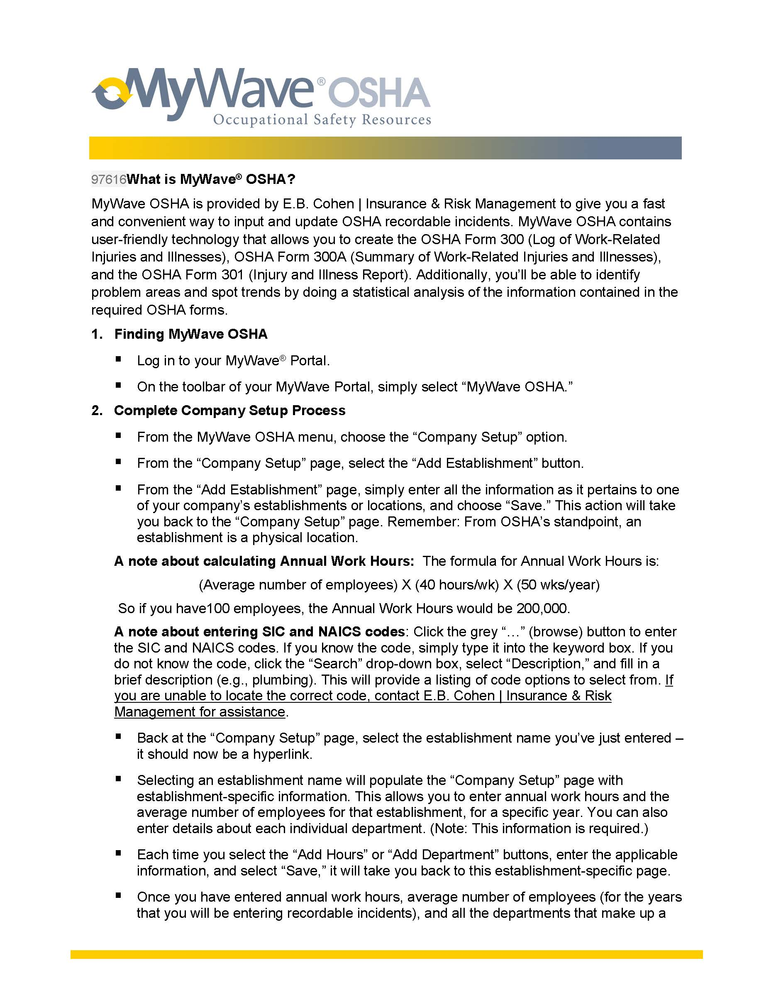 MyWave® OSHA
Occupational Safety Resources
97616What is MyWave® OSHA?
MyWave OSHA is provided by E.B. Cohen | Insurance & Risk Management to give you a fast
and convenient way to input and update OSHA recordable incidents. MyWave OSHA contains
user-friendly technology that allows you to create the OSHA Form 300 (Log of Work-Related
Injuries and Illnesses), OSHA Form 300A (Summary of Work-Related Injuries and Illnesses),
and the OSHA Form 301 (Injury and Illness Report). Additionally, you’ll be able to identify
problem areas and spot trends by doing a statistical analysis of the information contained in the
required OSHA forms.
1. Finding MyWave OSHA
▪ Log in to your MyWave® Portal.
▪ On the toolbar of your MyWave Portal, simply select “MyWave OSHA.”
2. Complete Company Setup Process
▪ From the MyWave OSHA menu, choose the “Company Setup” option.
▪ From the “Company Setup” page, select the “Add Establishment” button.
▪ From the “Add Establishment” page, simply enter all the information as it pertains to one
of your company’s establishments or locations, and choose “Save.” This action will take
you back to the “Company Setup” page. Remember: From OSHA’s standpoint, an
establishment is a physical location.
A note about calculating Annual Work Hours: The formula for Annual Work Hours is:
(Average number of employees) X (40 hours/wk) X (50 wks/year)
So if you have100 employees, the Annual Work Hours would be 200,000.
A note about entering SIC and NAICS codes: Click the grey “…” (browse) button to enter
the SIC and NAICS codes. If you know the code, simply type it into the keyword box. If you
do not know the code, click the “Search” drop-down box, select “Description,” and fill in a
brief description (e.g., plumbing). This will provide a listing of code options to select from. If
you are unable to locate the correct code, contact E.B. Cohen | Insurance & Risk
Management for assistance.
▪ Back at the “Company Setup” page, select the establishment name you’ve just entered –
it should now be a hyperlink.
▪ Selecting an establishment name will populate the “Company Setup” page with
establishment-specific information. This allows you to enter annual work hours and the
average number of employees for that establishment, for a specific year. You can also
enter details about each individual department. (Note: This information is required.)
▪ Each time you select the “Add Hours” or “Add Department” buttons, enter the applicable
information, and select “Save,” it will take you back to this establishment-specific page.
▪ Once you have entered annual work hours, average number of employees (for the years
that you will be entering recordable incidents), and all the departments that make up a